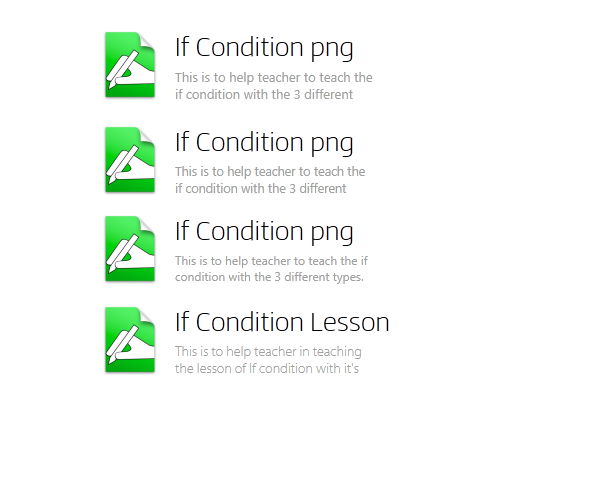 If Condition png
This is to help teacher to teach the
if condition with the 3 different
If Condition png
This is to help teacher to teach the
if condition with the 3 different
If Condition png
This is to help teacher to teach the if
condition with the 3 different types.
If Condition Lesson
This is to help teacher in teaching
the lesson of If condition with it's